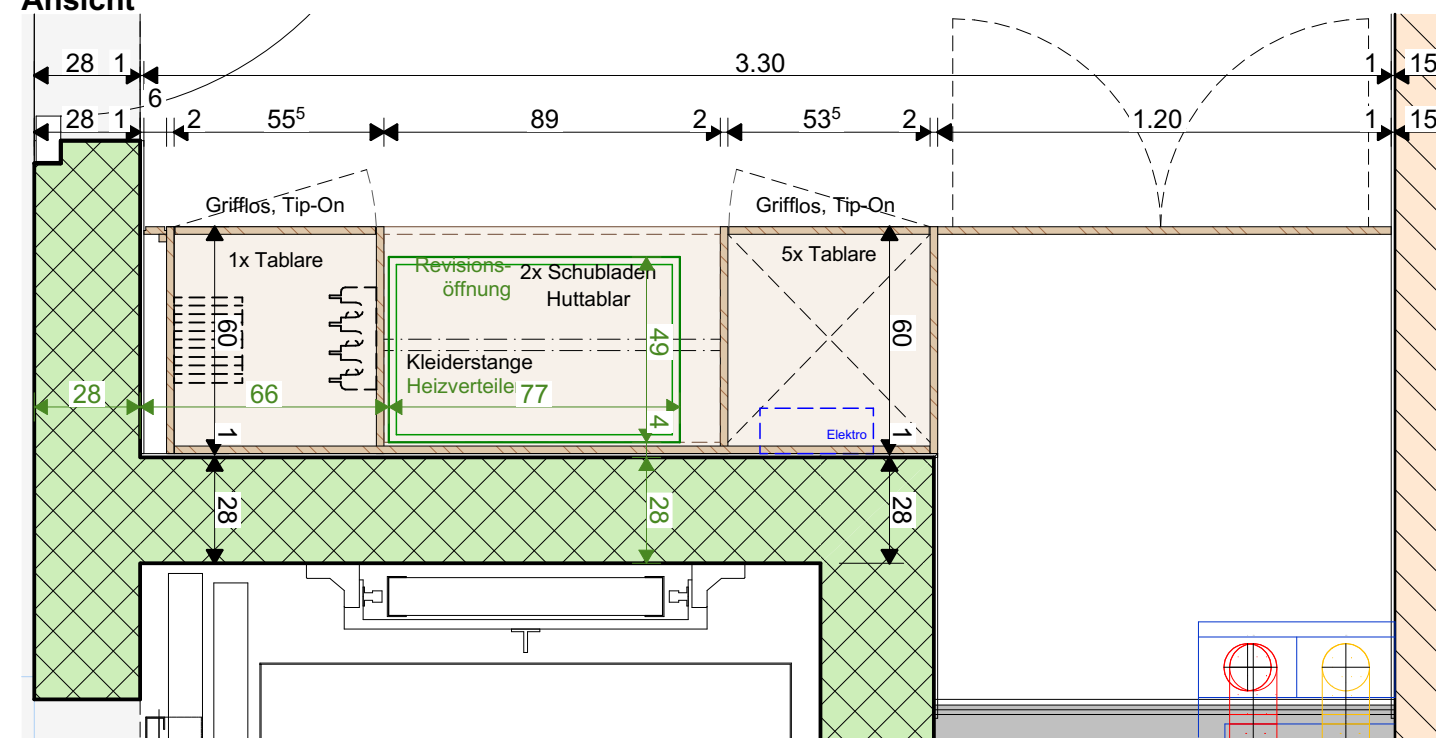 Ansicht
28 1 3.30 1 15
6
28 1 2 55⁵ 89 2 53⁵ 2 1.20 1 15
Grifflos, Tip-On Grifflos, Tip-On
1x Tablare
Revisions-
öffnung
2x Schubladen
Huttablar
5x Tablare
60 49 60
Kleiderstange
Heizverteile
28 66 77
1 4 1
Elektro
28 28 28